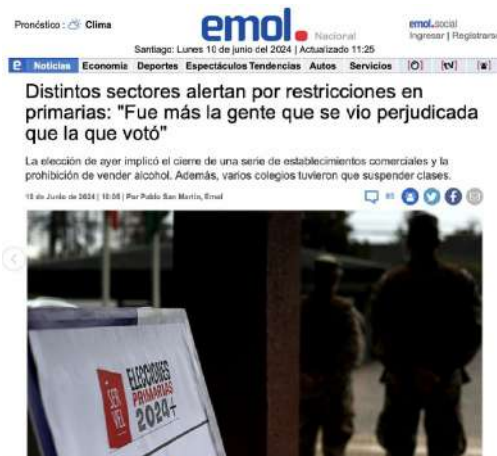 Pronóstico : Clima
emol.
Nacional
emol.social
Ingresar | Registrarse
Santiago: Lunes 10 de junio del 2024 | Actualizado 11:25
Noticias Economía Deportes Espectáculos Tendencias Autos Servicios
Distintos sectores alertan por restricciones en
primarias: "Fue más la gente que se vio perjudicada
que la que votó"
La elección de ayer implicó el cierre de una serie de establecimientos comerciales y la
prohibición de vender alcohol. Además, varios colegios tuvieron que suspender clases.
10 de Junio de 2024 | 10:06 | Por Pablo San Martín, Emol
SER
VEL
ELECCIONES
PRIMARIAS
2024